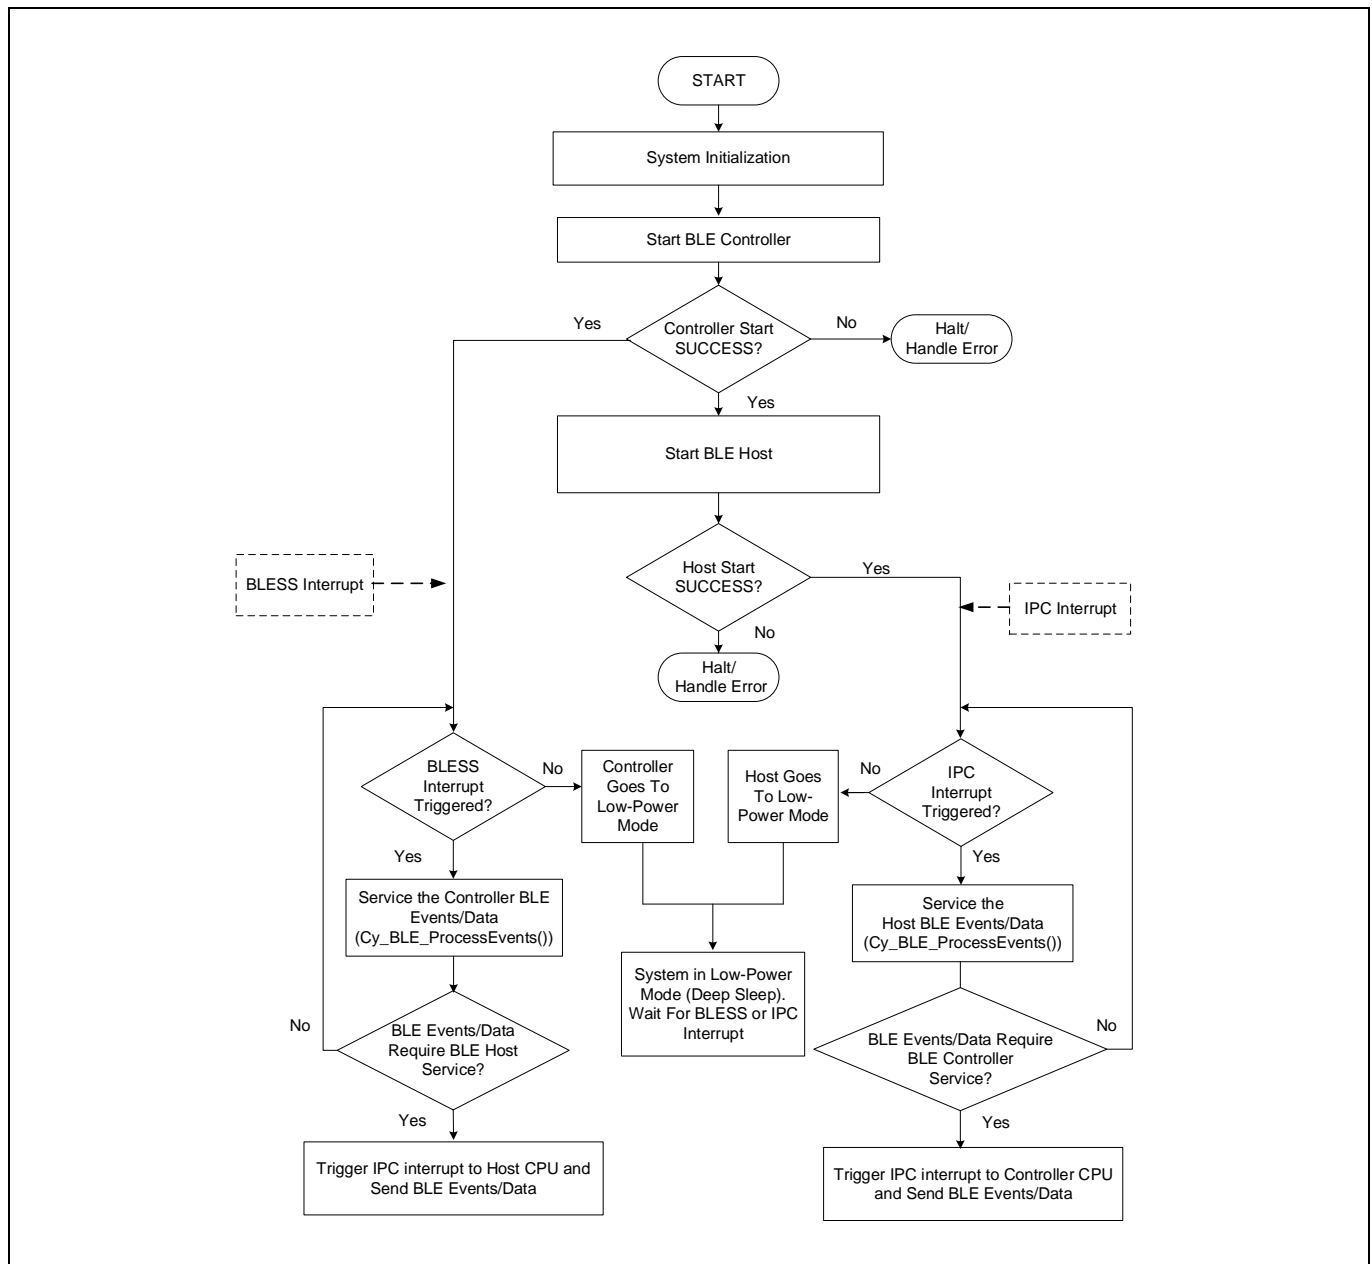 START
System Initialization
Start BLE Controller
Controller Start
SUCCESS?
Yes
No
Halt/
Handle Error
Yes
Start BLE Host
Host Start
SUCCESS?
Yes
BLESS Interrupt
IPC Interrupt
No
Halt/
Handle Error
BLESS
Interrupt
Triggered?
No
Controller
Goes To
Low-Power
Mode
Host Goes
To Low-
Power Mode
No
IPC
Interrupt
Triggered?
Yes
Yes
Service the Controller BLE
Events/Data
(Cy_BLE_ProcessEvents())
Service the
Host BLE Events/Data
(Cy_BLE_ProcessEvents())
System in Low-Power
Mode (Deep Sleep).
Wait For BLESS or IPC
Interrupt
No
BLE Events/Data
Require BLE Host
Service?
BLE Events/Data Require
BLE Controller
Service?
No
Yes
Yes
Trigger IPC interrupt to Host CPU and
Send BLE Events/Data
Trigger IPC interrupt to Controller CPU
and Send BLE Events/Data